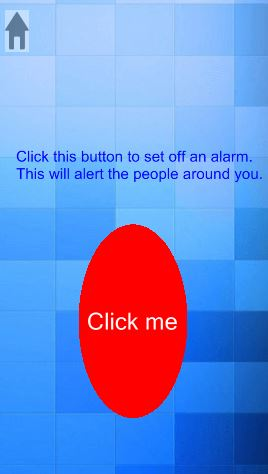 Click this button to set off an alarm.
This will alert the people around you.
Click me